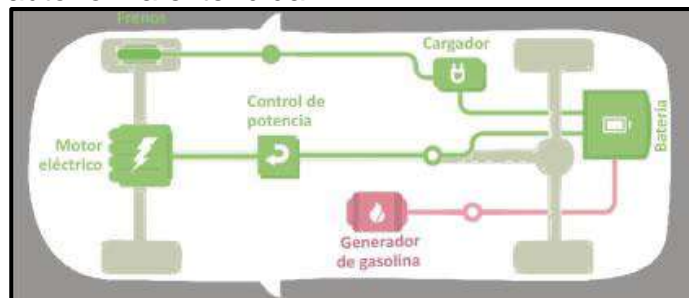 Frenos
Cargador
Control de
potencia
Batería
Motor
eléctrico
Generador
de gasolina